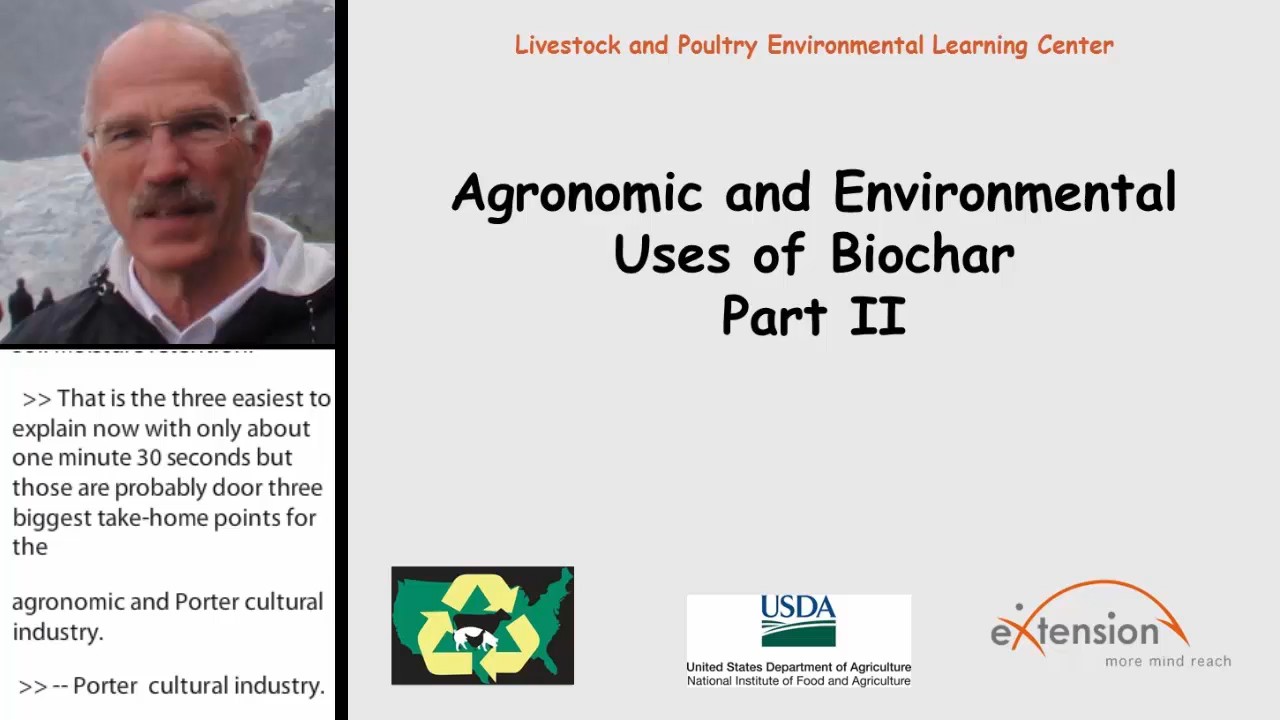 Livestock and Poultry Environmental Learning Center
Agronomic and Environmental
Uses of Biochar
Part II
soil moisture retention.
>> That is the three easiest to
explain now with only about
one minute 30 seconds but
those are probably door three
biggest take-home points for
the
agronomic and Porter cultural
industry.
>> -- Porter cultural industry.
USDA
United States Department of Agriculture
National Institute of Food and Agriculture
eXtension
more mind reach